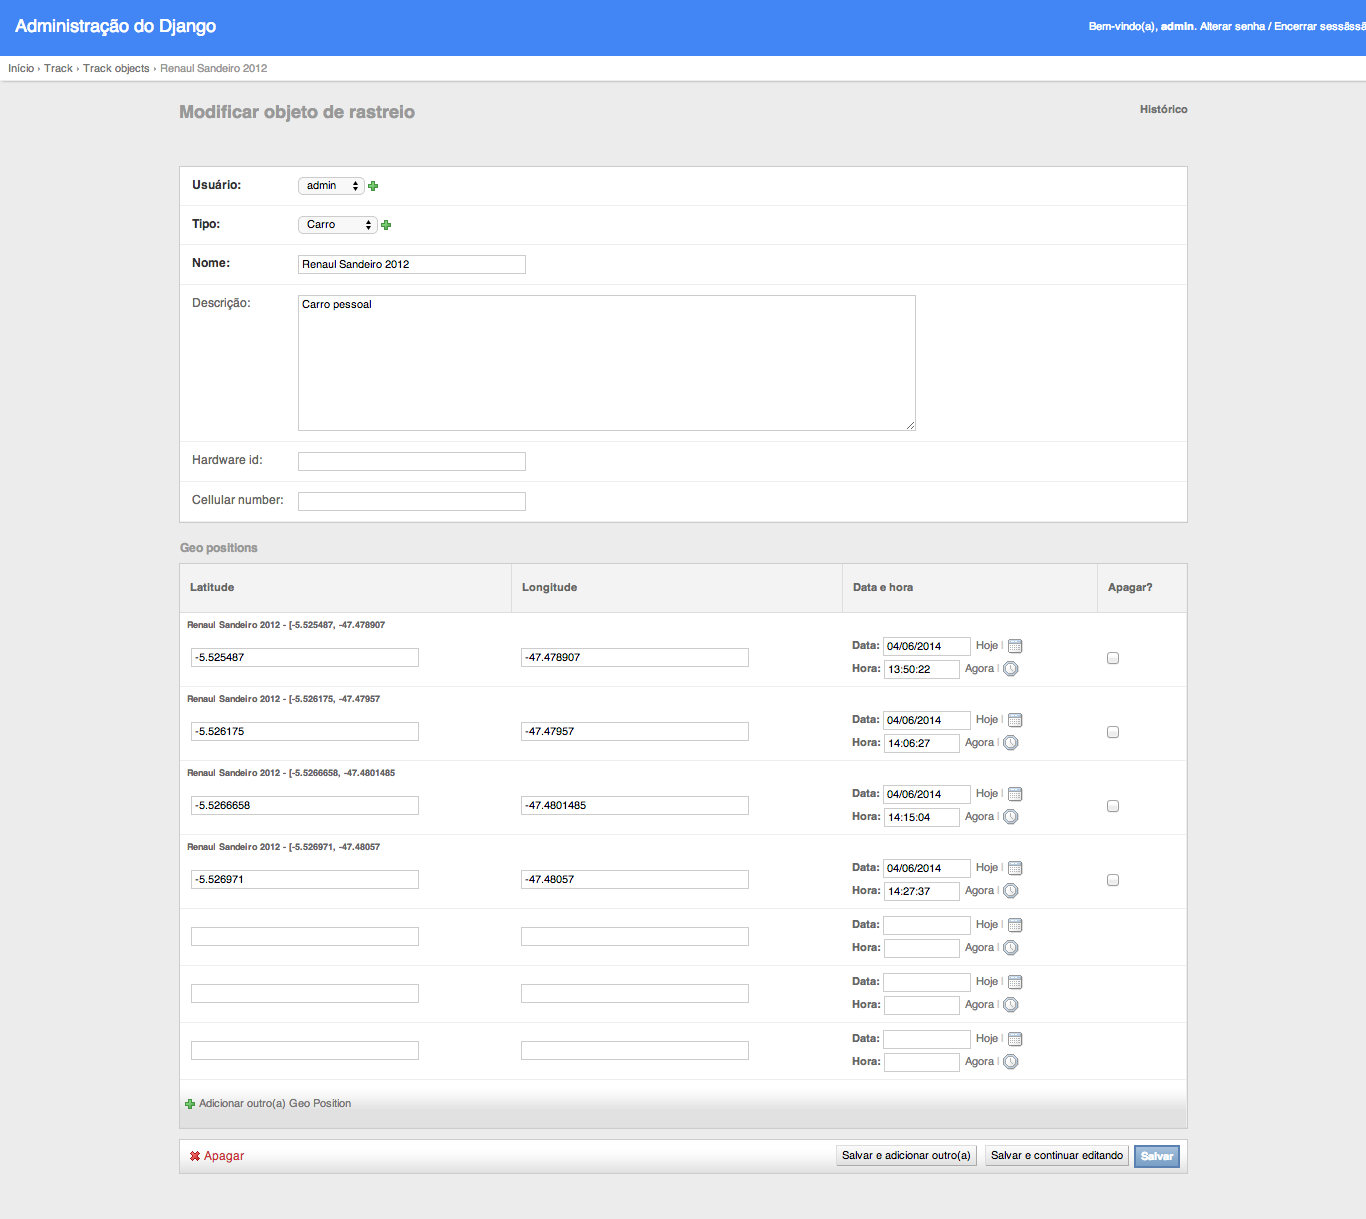 Administração do Django
Bem-vindo(a), admin. Alterar senha / Encerrar sessãssã
Início › Track › Track objects › Renaul Sandeiro 2012
Modificar objeto de rastreio
Histórico
Usuário: admin
Tipo: Carro
Nome: Renaul Sandeiro 2012
Descrição: Carro pessoal
Hardware id:
Cellular number:
Geo positions
Latitude Longitude Data e hora Apagar?
Renaul Sandeiro 2012 - [-5.525487, -47.478907
-5.525487 -47.478907
Data: 04/06/2014 Hoje |
Hora: 13:50:22 Agora |
Renaul Sandeiro 2012 - [-5.526175, -47.47957
-5.526175 -47.47957
Data: 04/06/2014 Hoje |
Hora: 14:06:27 Agora |
Renaul Sandeiro 2012 - [-5.5266658, -47.4801485
-5.5266658 -47.4801485
Data: 04/06/2014 Hoje |
Hora: 14:15:04 Agora |
Renaul Sandeiro 2012 - [-5.526971, -47.48057
-5.526971 -47.48057
Data: 04/06/2014 Hoje |
Hora: 14:27:37 Agora |
Data: Hoje |
Hora: Agora |
Data: Hoje |
Hora: Agora |
Data: Hoje |
Hora: Agora |
Adicionar outro(a) Geo Position
Apagar
Salvar e adicionar outro(a) Salvar e continuar editando Salvar